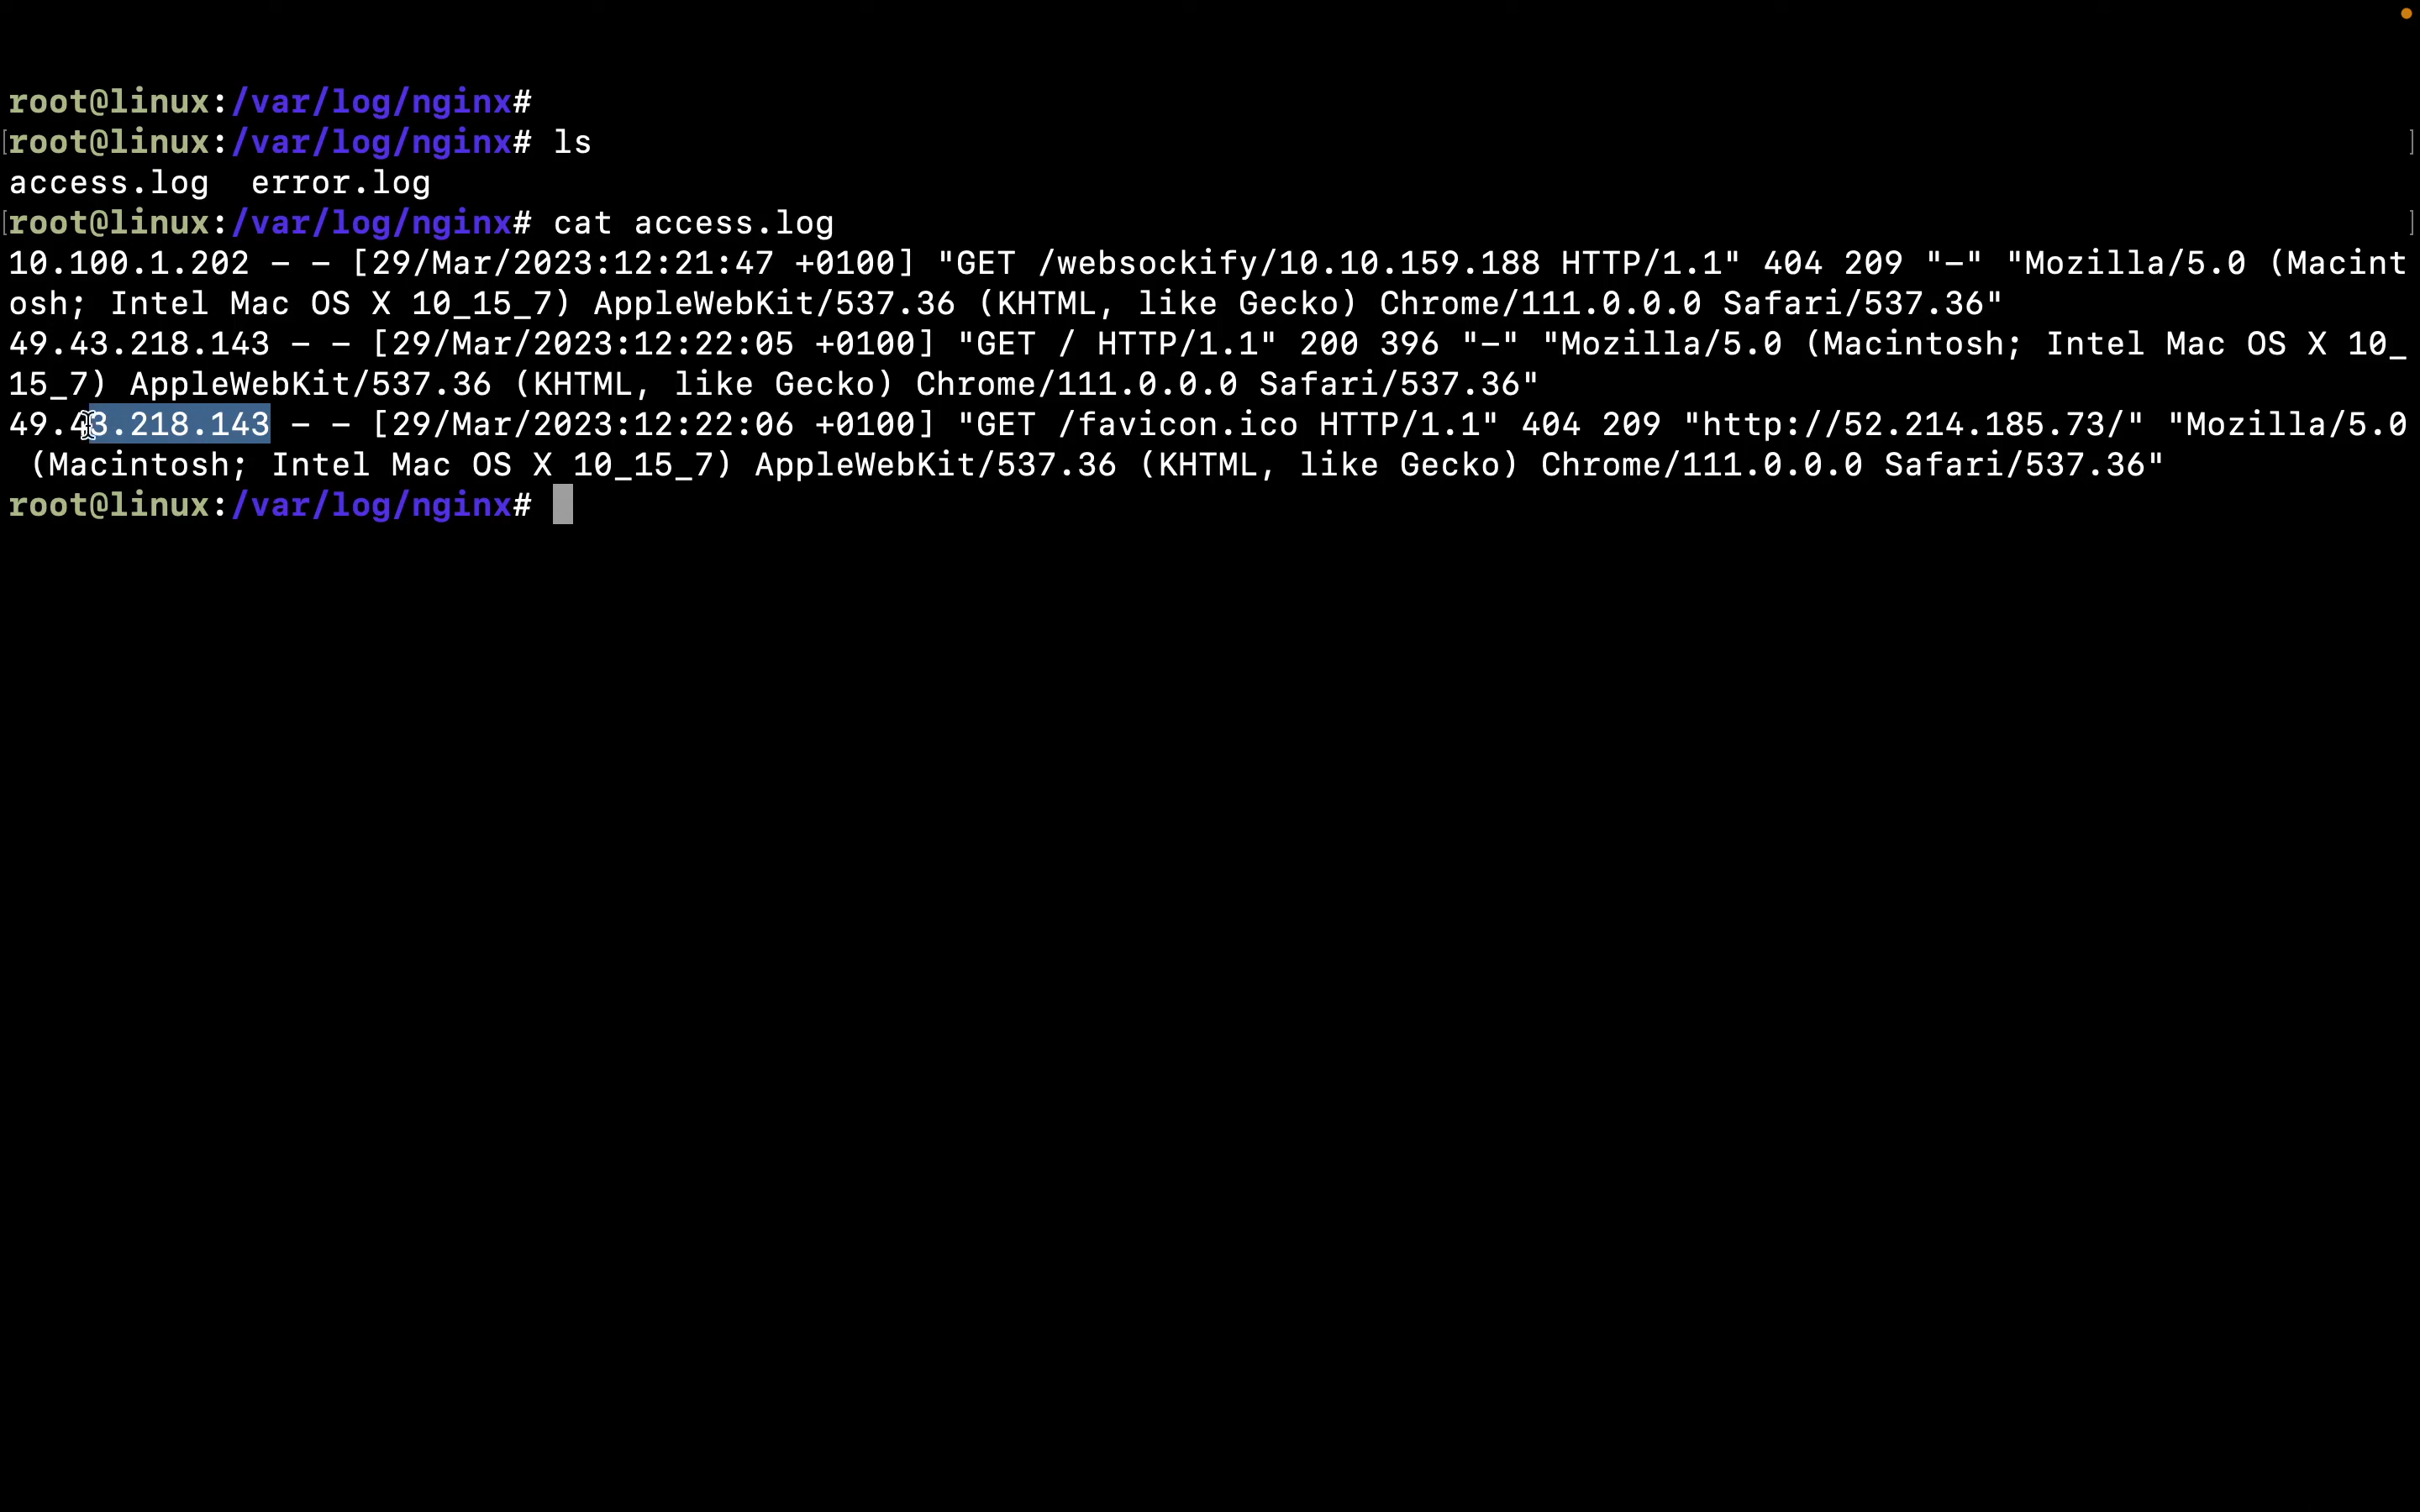 root@linux:/var/log/nginx#
[root@linux:/var/log/nginx# ls ]
access.log  error.log
[root@linux:/var/log/nginx# cat access.log ]
10.100.1.202 - - [29/Mar/2023:12:21:47 +0100] "GET /websockify/10.10.159.188 HTTP/1.1" 404 209 "-" "Mozilla/5.0 (Macint
osh; Intel Mac OS X 10_15_7) AppleWebKit/537.36 (KHTML, like Gecko) Chrome/111.0.0.0 Safari/537.36"
49.43.218.143 - - [29/Mar/2023:12:22:05 +0100] "GET / HTTP/1.1" 200 396 "-" "Mozilla/5.0 (Macintosh; Intel Mac OS X 10_
15_7) AppleWebKit/537.36 (KHTML, like Gecko) Chrome/111.0.0.0 Safari/537.36"
49.43.218.143 - - [29/Mar/2023:12:22:06 +0100] "GET /favicon.ico HTTP/1.1" 404 209 "http://52.214.185.73/" "Mozilla/5.0
 (Macintosh; Intel Mac OS X 10_15_7) AppleWebKit/537.36 (KHTML, like Gecko) Chrome/111.0.0.0 Safari/537.36"
root@linux:/var/log/nginx#